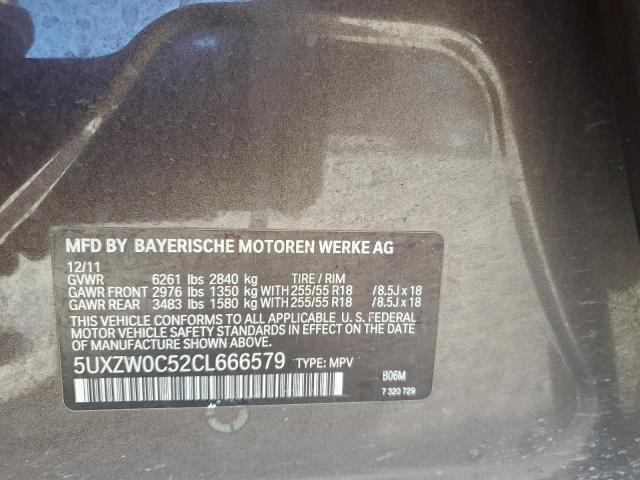 MFD BY BAYERISCHE MOTOREN WERKE AG
12/11
GVWR 6261 lbs 2840 kg TIRE / RIM
GAWR FRONT 2976 lbs 1350 kg WITH 255/55 R18 / 8.5J x 18
GAWR REAR 3483 lbs 1580 kg WITH 255/55 R18 / 8.5J x 18
THIS VEHICLE CONFORMS TO ALL APPLICABLE U.S. FEDERAL
MOTOR VEHICLE SAFETY STANDARDS IN EFFECT ON THE
DATE OF MANUFACTURE SHOWN ABOVE.
5UXZW0C52CL666579 TYPE: MPV
B06M
7 320 729